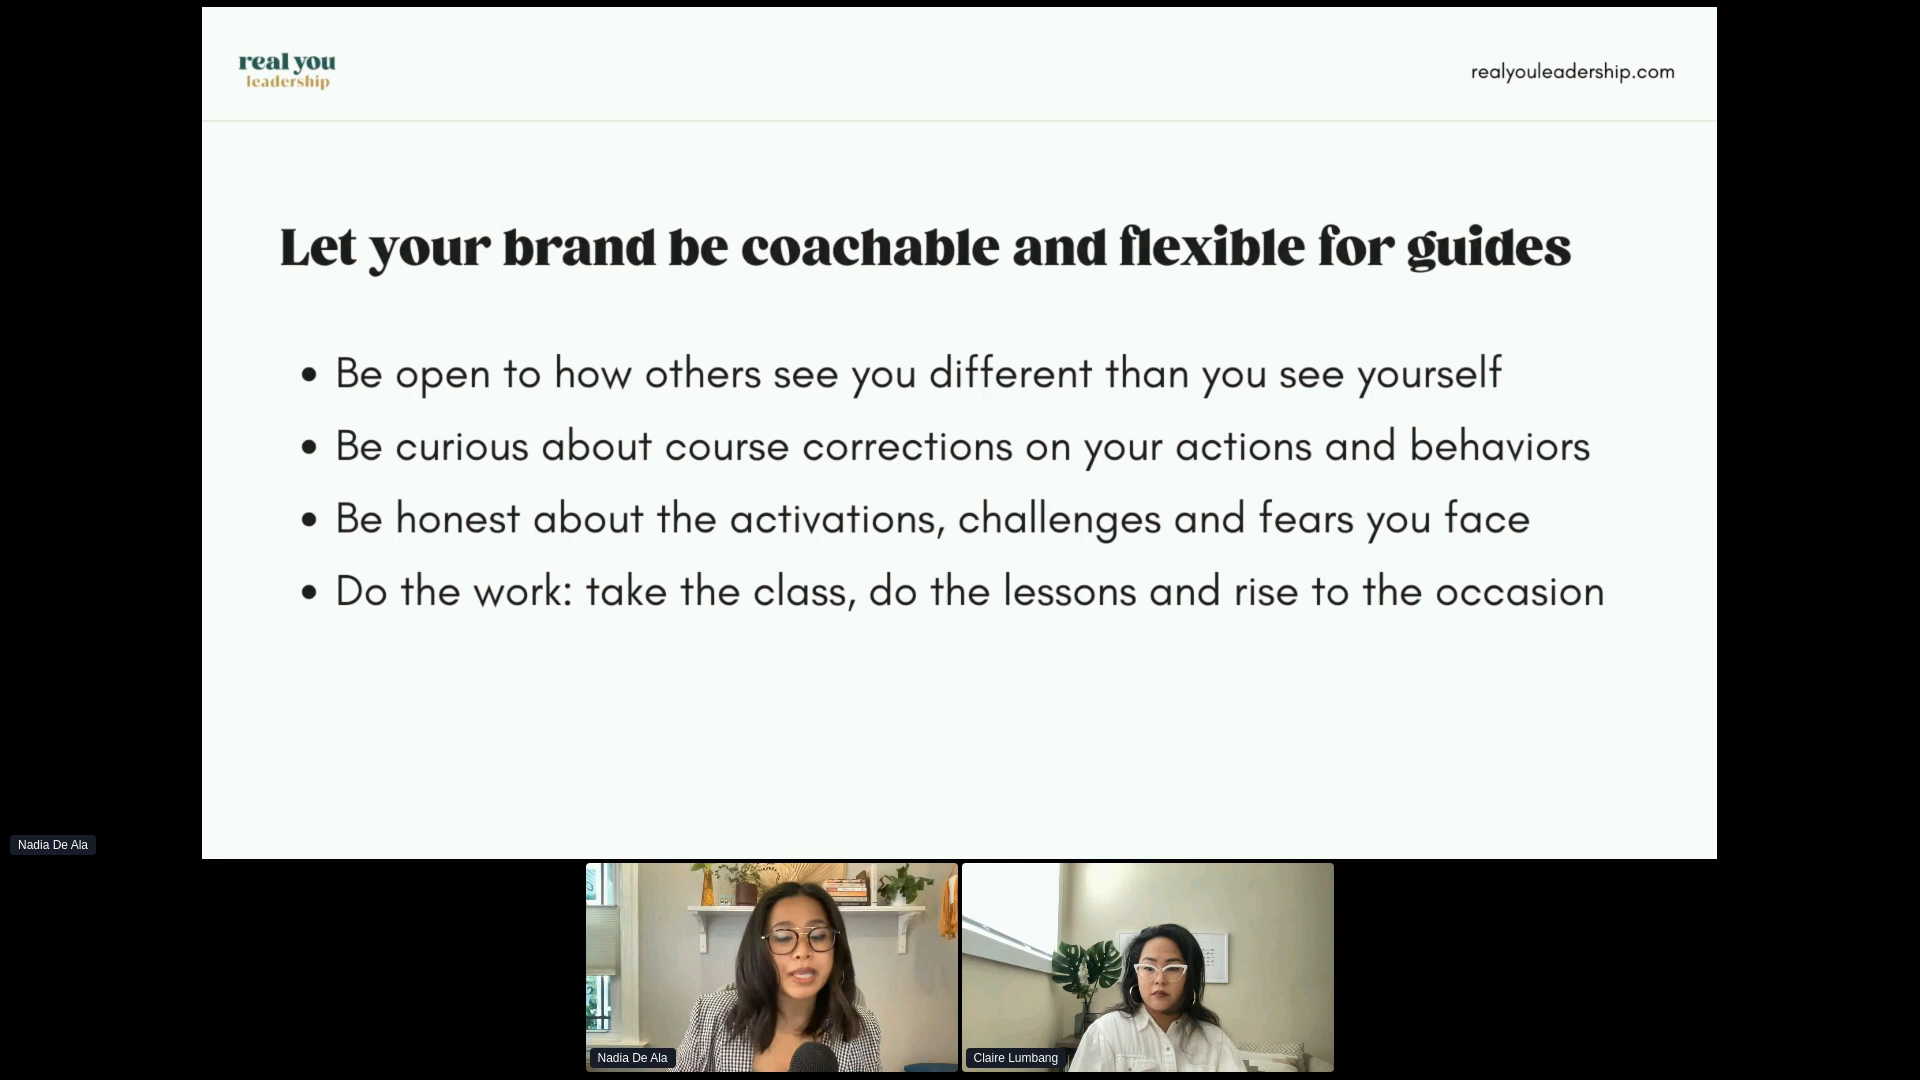 real you
leadership
realyouleadership.com
Let your brand be coachable and flexible for guides
• Be open to how others see you different than you see yourself
• Be curious about course corrections on your actions and behaviors
• Be honest about the activations, challenges and fears you face
• Do the work: take the class, do the lessons and rise to the occasion
Nadia De Ala
Nadia De Ala
Claire Lumbang